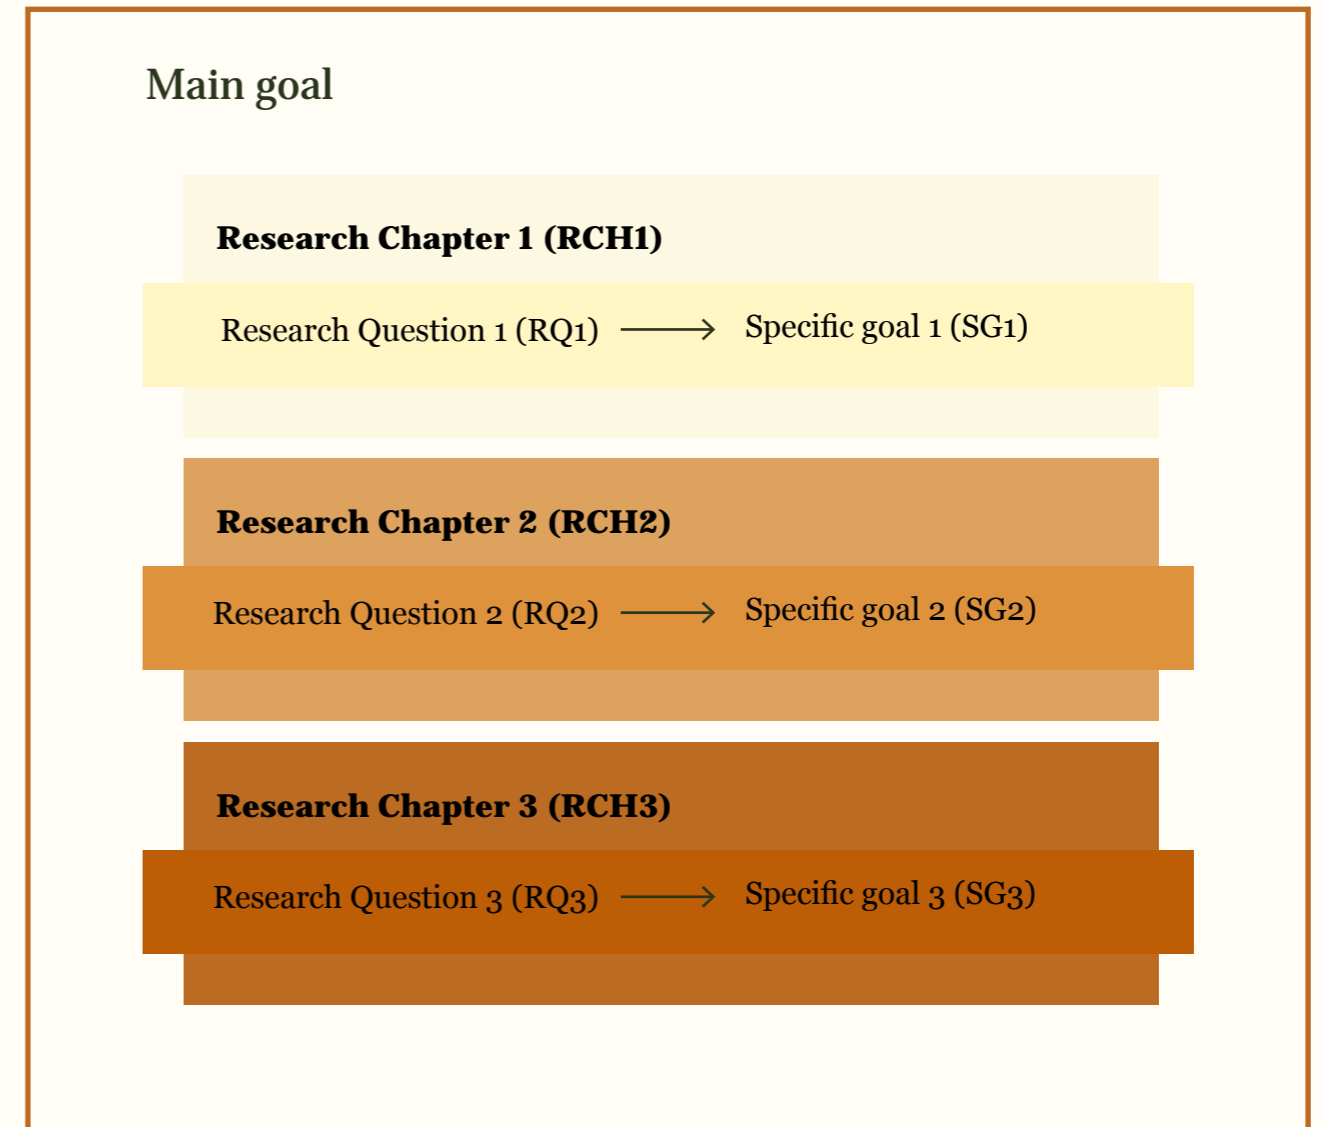 Main goal
Research Chapter 1 (RCH1)
Research Question 1 (RQ1) → Specific goal 1 (SG1)
Research Chapter 2 (RCH2)
Research Question 2 (RQ2) → Specific goal 2 (SG2)
Research Chapter 3 (RCH3)
Research Question 3 (RQ3) → Specific goal 3 (SG3)